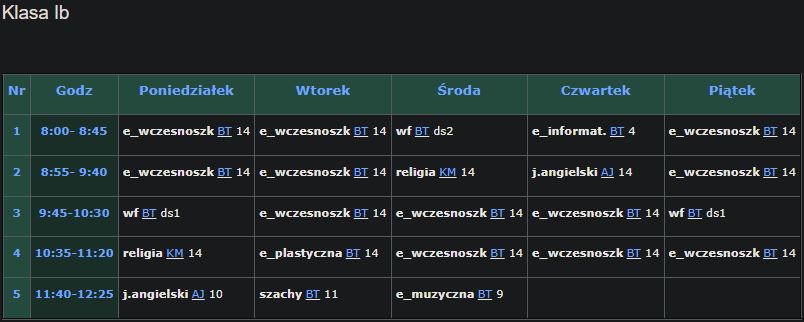 Klasa Ib
Nr Godz Poniedziałek Wtorek Środa Czwartek Piątek
1 8:00- 8:45 e_wczesnoszk BT 14 e_wczesnoszk BT 14 wf BT ds2 e_informat. BT 4 e_wczesnoszk BT 14
2 8:55- 9:40 e_wczesnoszk BT 14 e_wczesnoszk BT 14 religia KM 14 j.angielski AJ 14 e_wczesnoszk BT 14
3 9:45-10:30 wf BT ds1 e_wczesnoszk BT 14 e_wczesnoszk BT 14 e_wczesnoszk BT 14 wf BT ds1
4 10:35-11:20 religia KM 14 e_plastyczna BT 14 e_wczesnoszk BT 14 e_wczesnoszk BT 14 e_wczesnoszk BT 14
5 11:40-12:25 j.angielski AJ 10 szachy BT 11 e_muzyczna BT 9